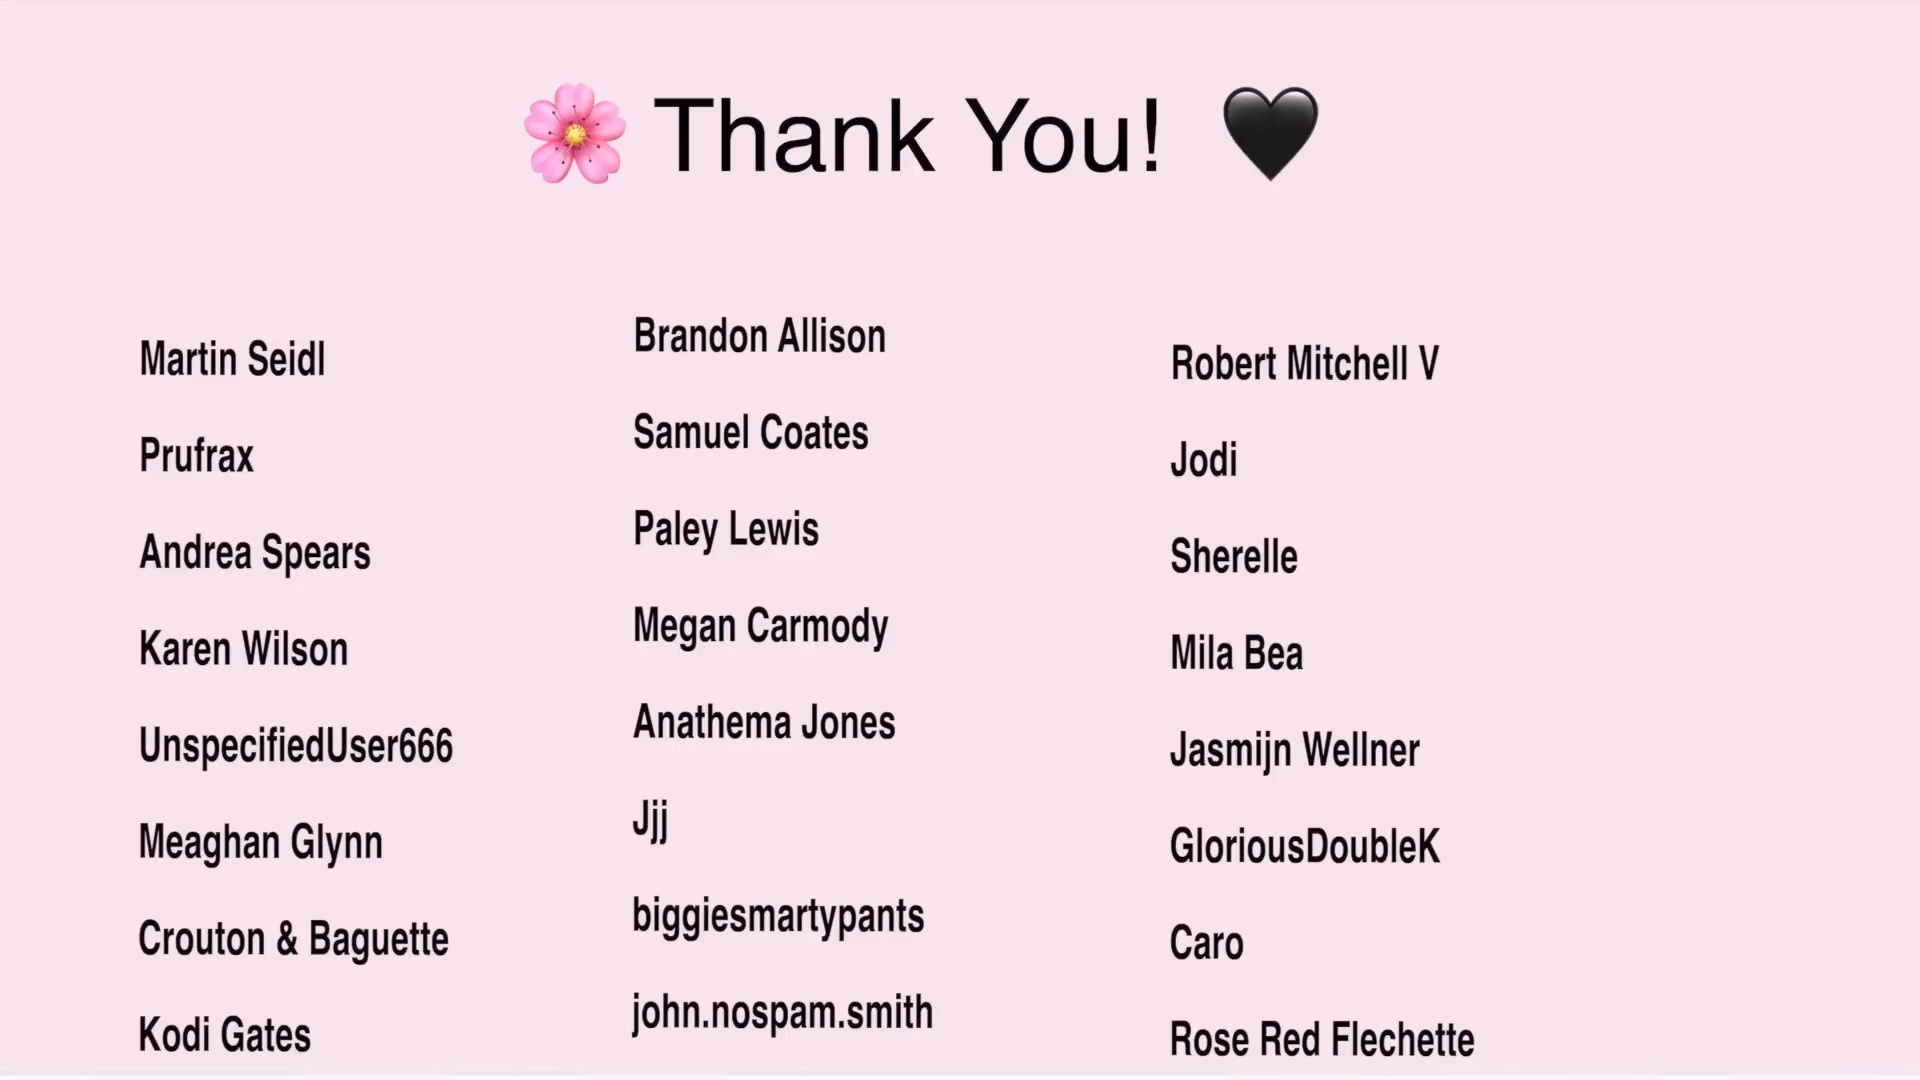 🌸 Thank You! 🖤
Martin Seidl
Prufrax
Andrea Spears
Karen Wilson
UnspecifiedUser666
Meaghan Glynn
Crouton & Baguette
Kodi Gates
Brandon Allison
Samuel Coates
Paley Lewis
Megan Carmody
Anathema Jones
Jjj
biggiesmartypants
john.nospam.smith
Robert Mitchell V
Jodi
Sherelle
Mila Bea
Jasmijn Wellner
GloriousDoubleK
Caro
Rose Red Flechette